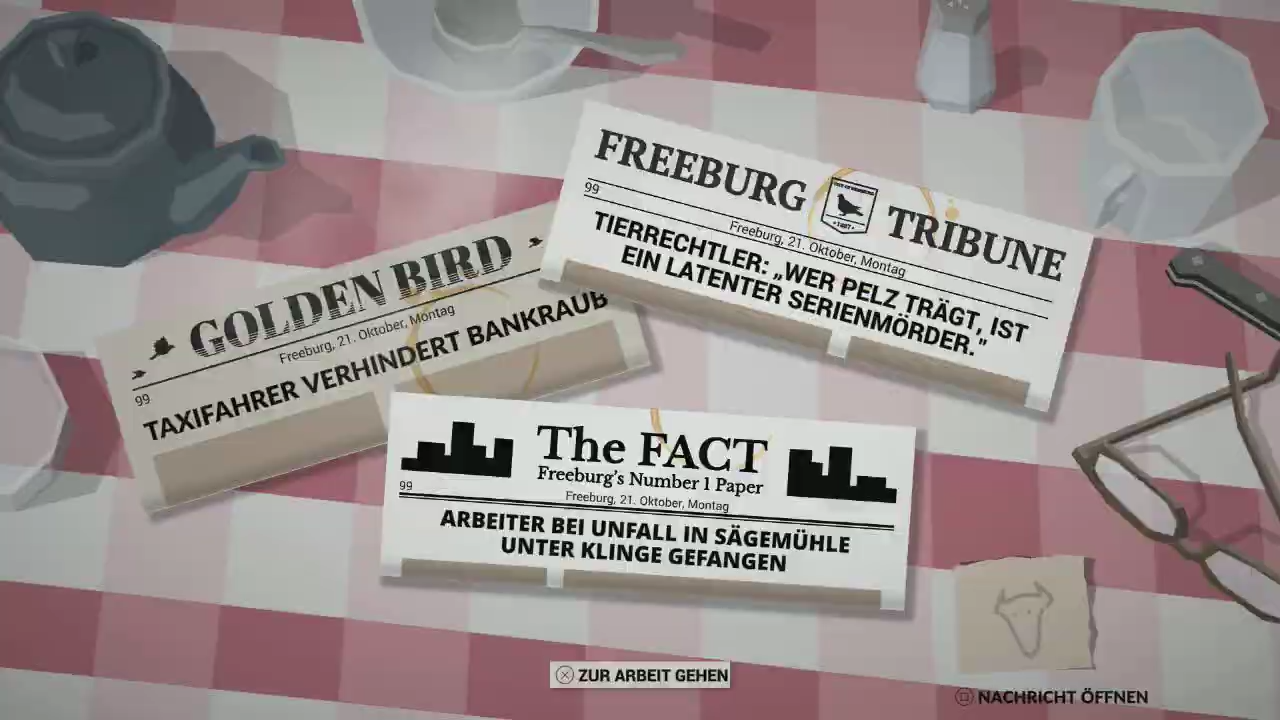 FREEBURG TRIBUNE
99
Freeburg, 21. Oktober, Montag
TIERRECHTLER: „WER PELZ TRÄGT, IST
EIN LATENTER SERIENMÖRDER."
GOLDEN BIRD
Freeburg, 21. Oktober, Montag
99
TAXIFAHRER VERHINDERT BANKRAUB
The FACT
Freeburg's Number 1 Paper
99
Freeburg, 21. Oktober, Montag
ARBEITER BEI UNFALL IN SÄGEMÜHLE
UNTER KLINGE GEFANGEN
ZUR ARBEIT GEHEN
NACHRICHT ÖFFNEN